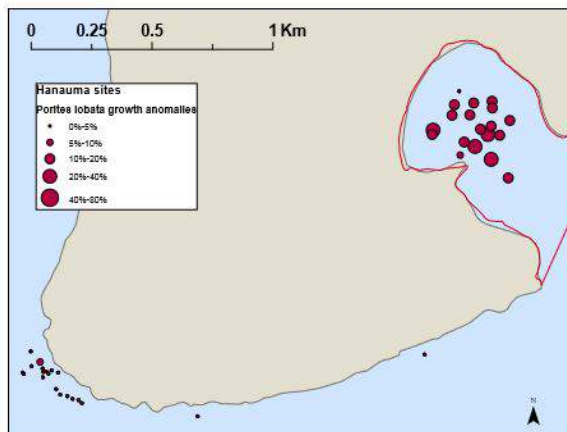 0 0.25 0.5 1 Km
Hanauma sites
Porites lobata growth anomalies
0%-5%
5%-10%
10%-20%
20%-40%
40%-80%
N